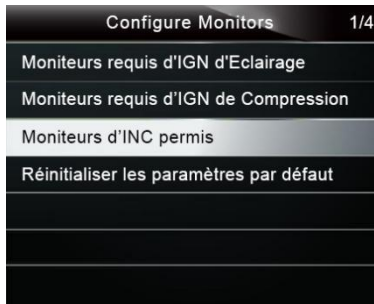 Configure Monitors 1/4
Moniteurs requis d'IGN d'Eclairage
Moniteurs requis d'IGN de Compression
Moniteurs d'INC permis
Réinitialiser les paramètres par défaut